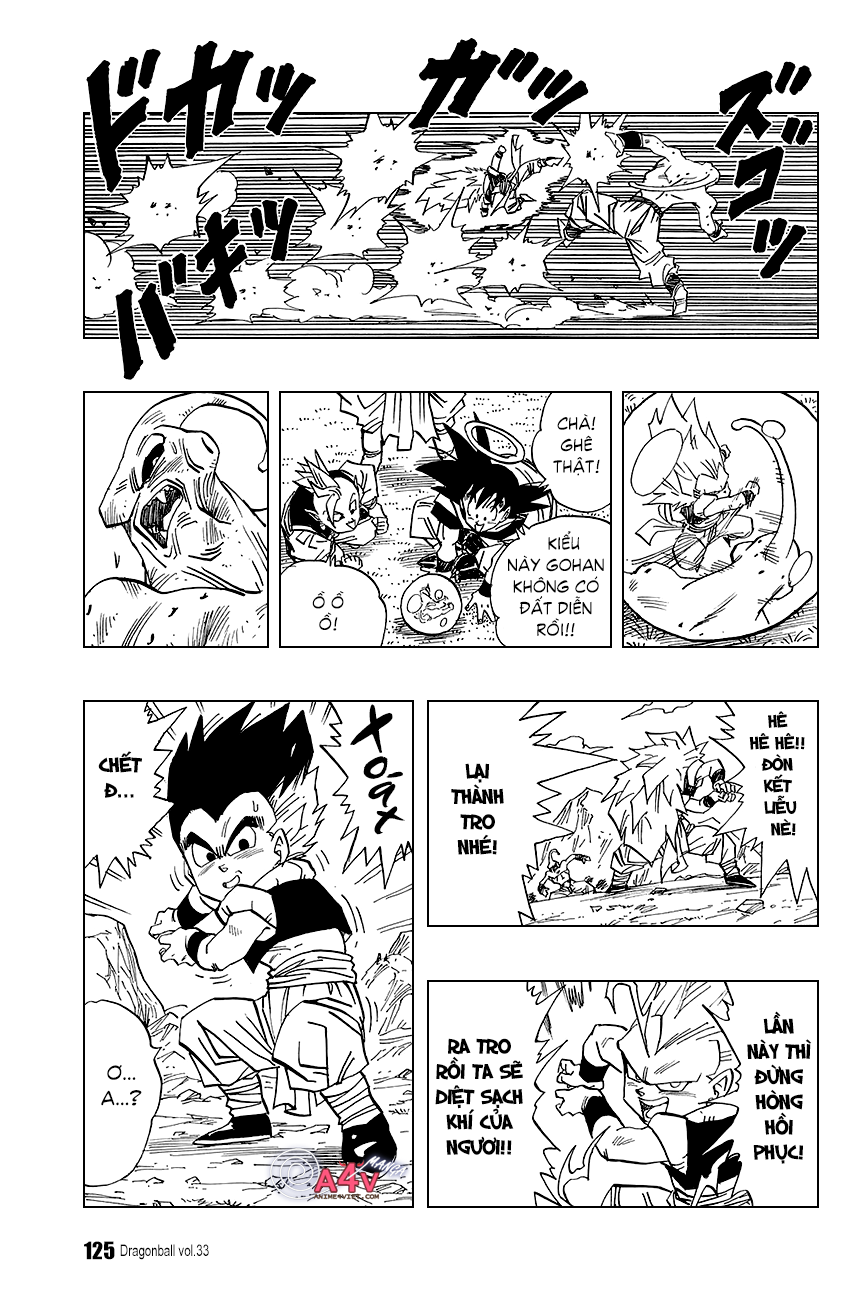 ドカッ
ガッ
ズゴッ
バキッ
CHÀ!
GHÊ
THẬT!
KIỂU
NÀY GOHAN
KHÔNG CÓ
ĐẤT DIỄN
RỒI!!
Ồ Ồ
Ồ!
HÊ
HÊ HÊ!!
ĐÒN
KẾT
LIỄU
NÈ!
LẠI
THÀNH
TRO
NHÉ!
LẦN
NÀY THÌ
ĐỪNG
HÒNG
HỒI
PHỤC!
RA TRO
RỒI TA SẼ
DIỆT SẠCH
KHÍ CỦA
NGƯƠI!!
CHẾT
Đ...
Ơ...
A...?
A4V
ANIME4VIET.COM
125 Dragonball vol.33